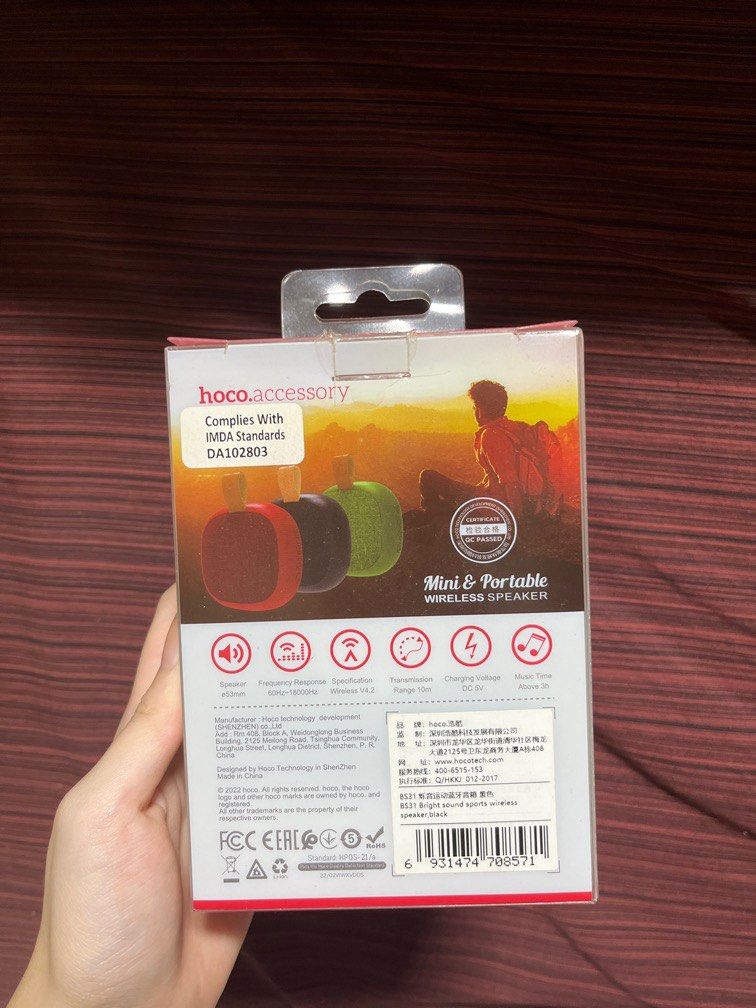 hoco.accessory
Complies With
IMDA Standards
DA102803
CERTIFICATE
检验合格
QC PASSED
Mini & Portable
WIRELESS SPEAKER
Speaker
ø53mm
Frequency Response
60Hz~18000Hz
Specification
Wireless V4.2
Transmission
Range 10m
Charging Voltage
DC 5V
Music Time
Above 3h
Manufacturer : Hoco technology development
(SHENZHEN) co.,Ltd
Add : Rm 408, Block A, Weidonglong Business
Building, 2125 Meilong Road, Tsinghua Community,
Longhua Street, Longhua District, Shenzhen, P. R.
China
Designed by Hoco Technology in ShenZhen
Made in China
© 2022 hoco. All rights reserved. hoco, the hoco
logo and other hoco marks are owned by hoco. and
registered.
All other trademarks are the property of their
respective owners.
FCC CE EAC 5 RoHS
Li-ion
Standard: HPGS-21/a
品 牌: hoco.浩酷
监 制: 深圳浩酷科技发展有限公司
地 址: 深圳市龙华区龙华街道清华社区梅龙
大道2125号卫东龙商务大厦A栋408
网 址: www.hocotech.com
服务热线: 400-6515-153
执行标准: Q/HKKJ 012-2017
BS31 烁音运动蓝牙音箱 黑色
BS31 Bright sound sports wireless
speaker,black
6 931474 708571